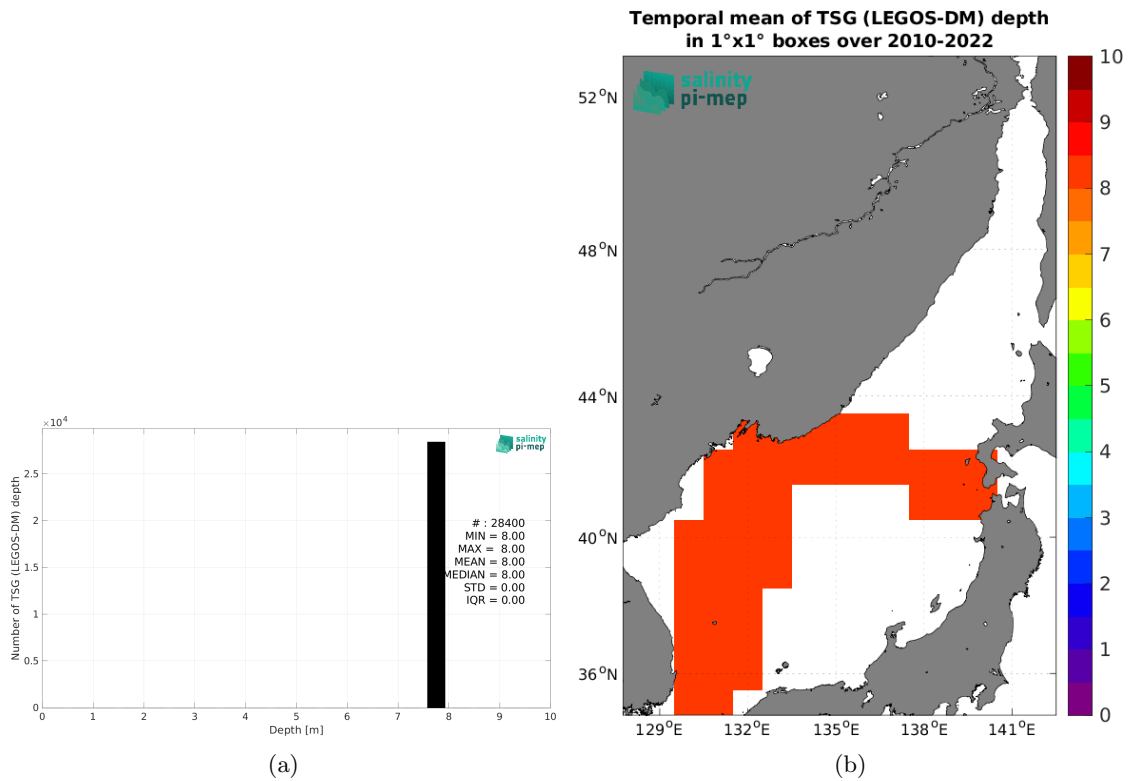 ×10⁴
2.5
2
1.5
1
0.5
0
Number of TSG (LEGOS-DM) depth
salinity
pi-mep
# : 28400
MIN = 8.00
MAX = 8.00
MEAN = 8.00
MEDIAN = 8.00
STD = 0.00
IQR = 0.00
0 1 2 3 4 5 6 7 8 9 10
Depth [m]
(a)
Temporal mean of TSG (LEGOS-DM) depth
in 1°x1° boxes over 2010-2022
salinity
pi-mep
52°N
48°N
44°N
40°N
36°N
129°E 132°E 135°E 138°E 141°E
10
9
8
7
6
5
4
3
2
1
0
(b)